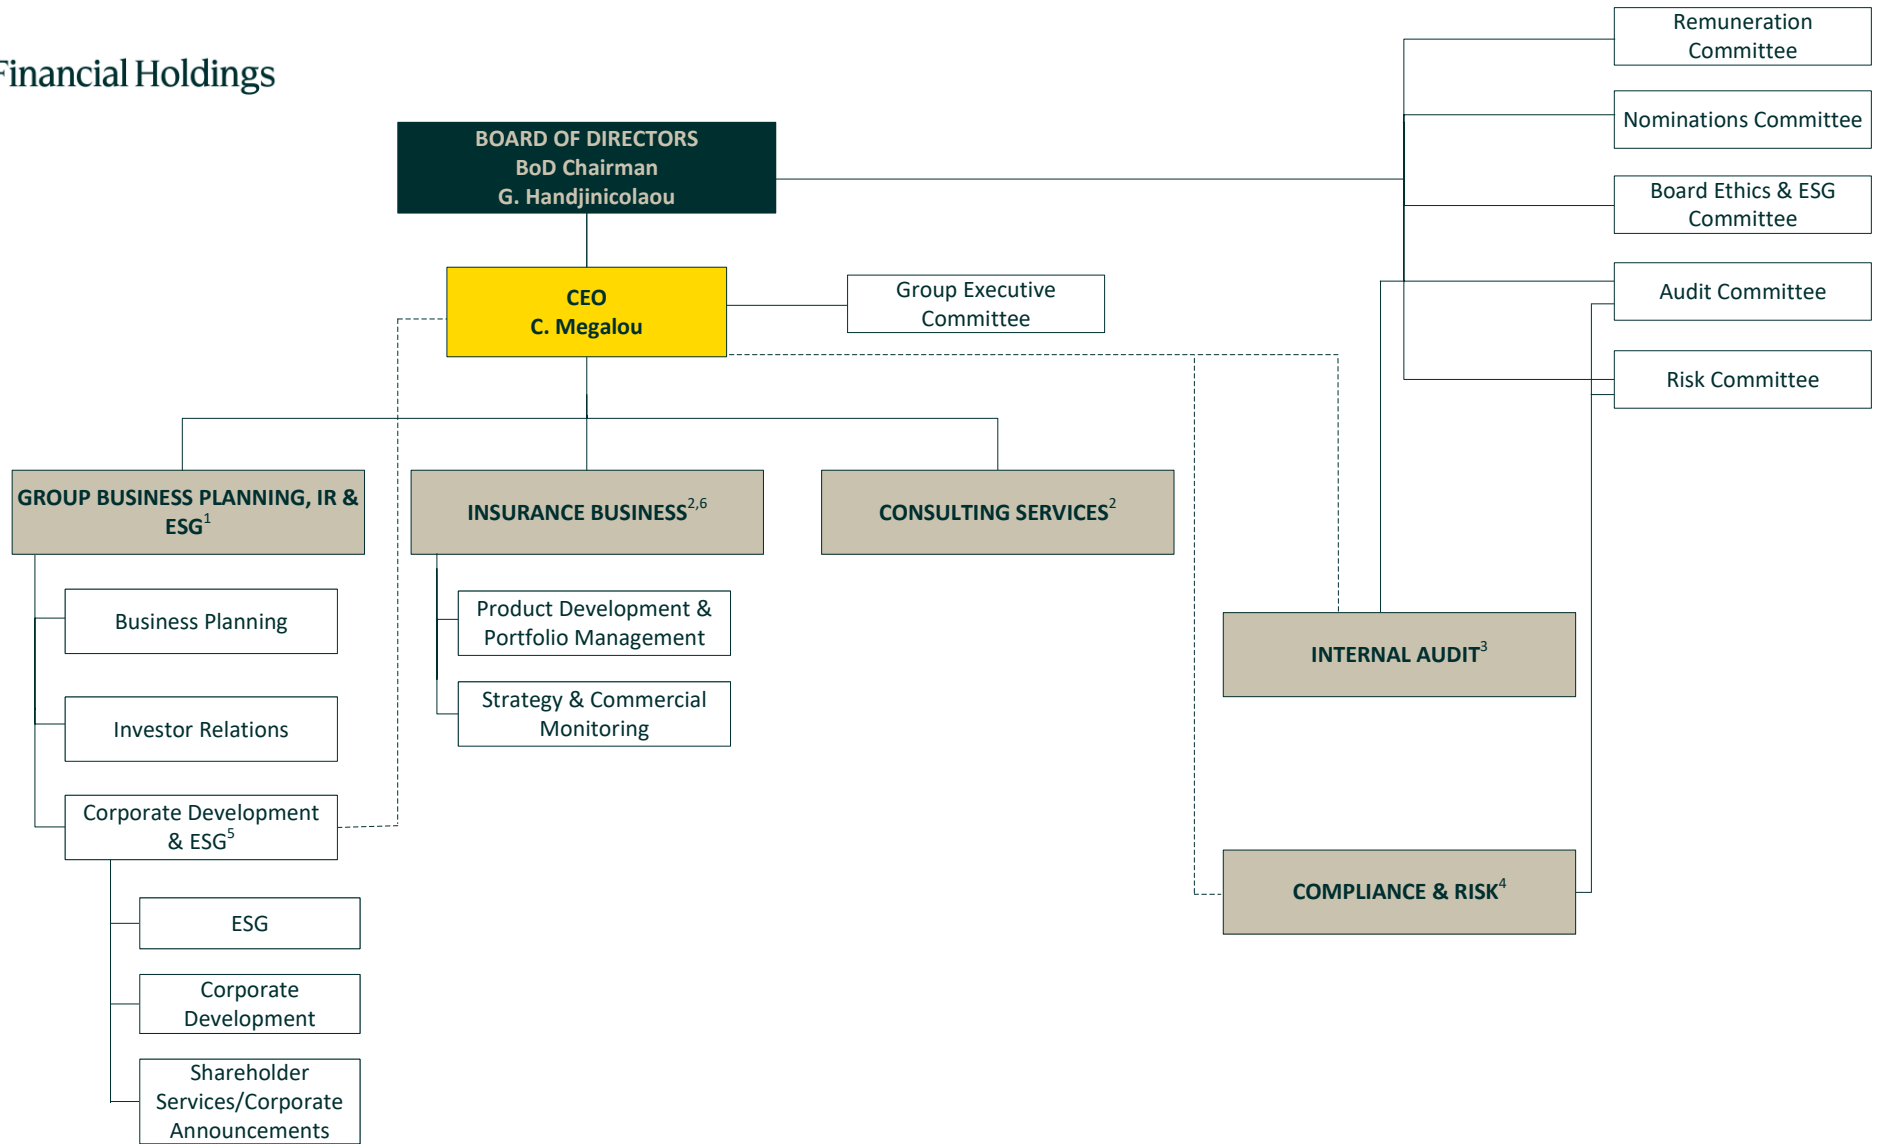 Financial Holdings
Remuneration
Committee
Nominations Committee
BOARD OF DIRECTORS
BoD Chairman
G. Handjinicolaou
Board Ethics & ESG
Committee
CEO
C. Megalou
Group Executive
Committee
Audit Committee
Risk Committee
GROUP BUSINESS PLANNING, IR &
ESG1
INSURANCE BUSINESS2,6
CONSULTING SERVICES2
Business Planning
Product Development &
Portfolio Management
INTERNAL AUDIT3
Investor Relations
Strategy & Commercial
Monitoring
Corporate Development
& ESG5
COMPLIANCE & RISK4
ESG
Corporate
Development
Shareholder
Services/Corporate
Announcements